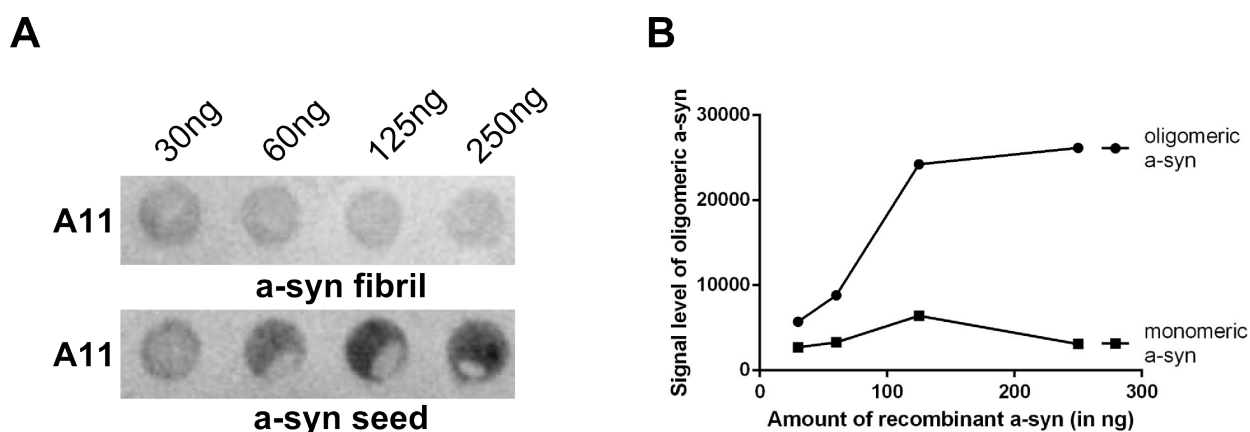 A
30ng
60ng
125ng
250ng
A11
a-syn fibril
A11
a-syn seed
B
Signal level of oligomeric a-syn
30000
20000
10000
0
0
100
200
300
Amount of recombinant a-syn (in ng)
oligomeric
a-syn
monomeric
a-syn